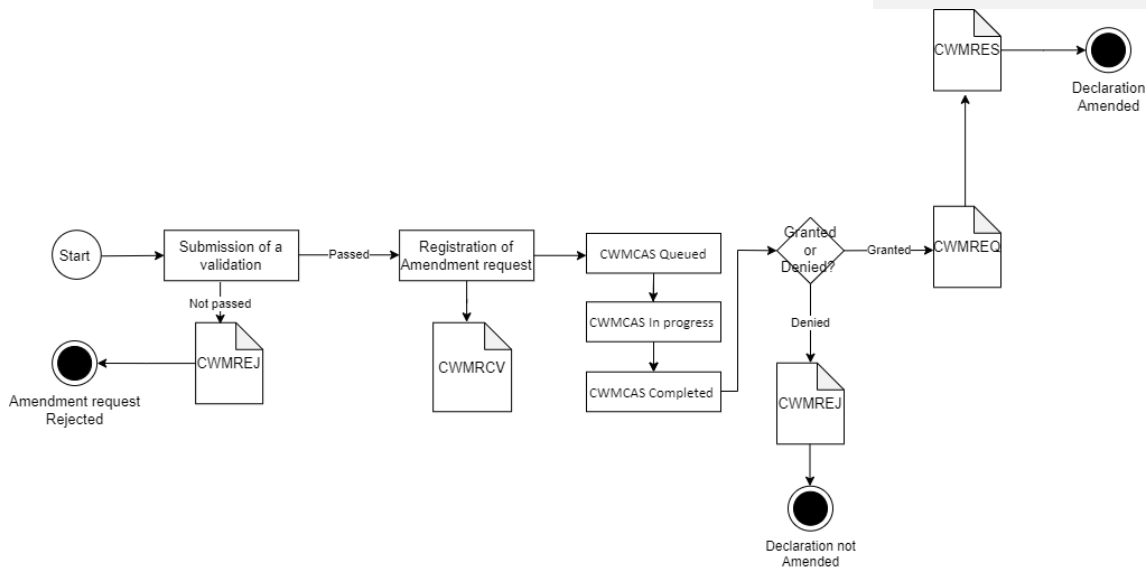 CWMRES
Declaration
Amended
Start
Submission of a
validation
Passed
Registration of
Amendment request
CWMCAS Queued
Granted
or
Denied?
Granted
CWMREQ
Not passed
CWMCAS In progress
Denied
CWMREJ
Amendment request
Rejected
CWMRCV
CWMCAS Completed
CWMREJ
Declaration not
Amended